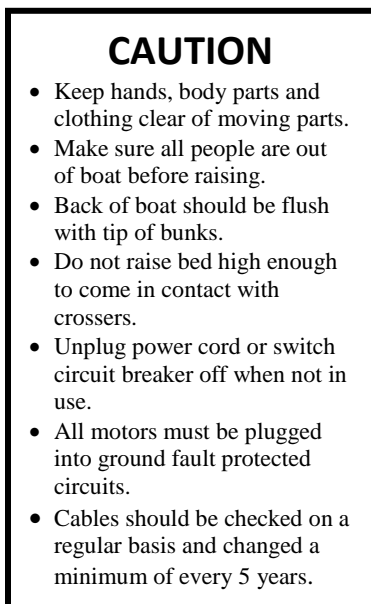 CAUTION
• Keep hands, body parts and
clothing clear of moving parts.
• Make sure all people are out
of boat before raising.
• Back of boat should be flush
with tip of bunks.
• Do not raise bed high enough
to come in contact with
crossers.
• Unplug power cord or switch
circuit breaker off when not in
use.
• All motors must be plugged
into ground fault protected
circuits.
• Cables should be checked on a
regular basis and changed a
minimum of every 5 years.